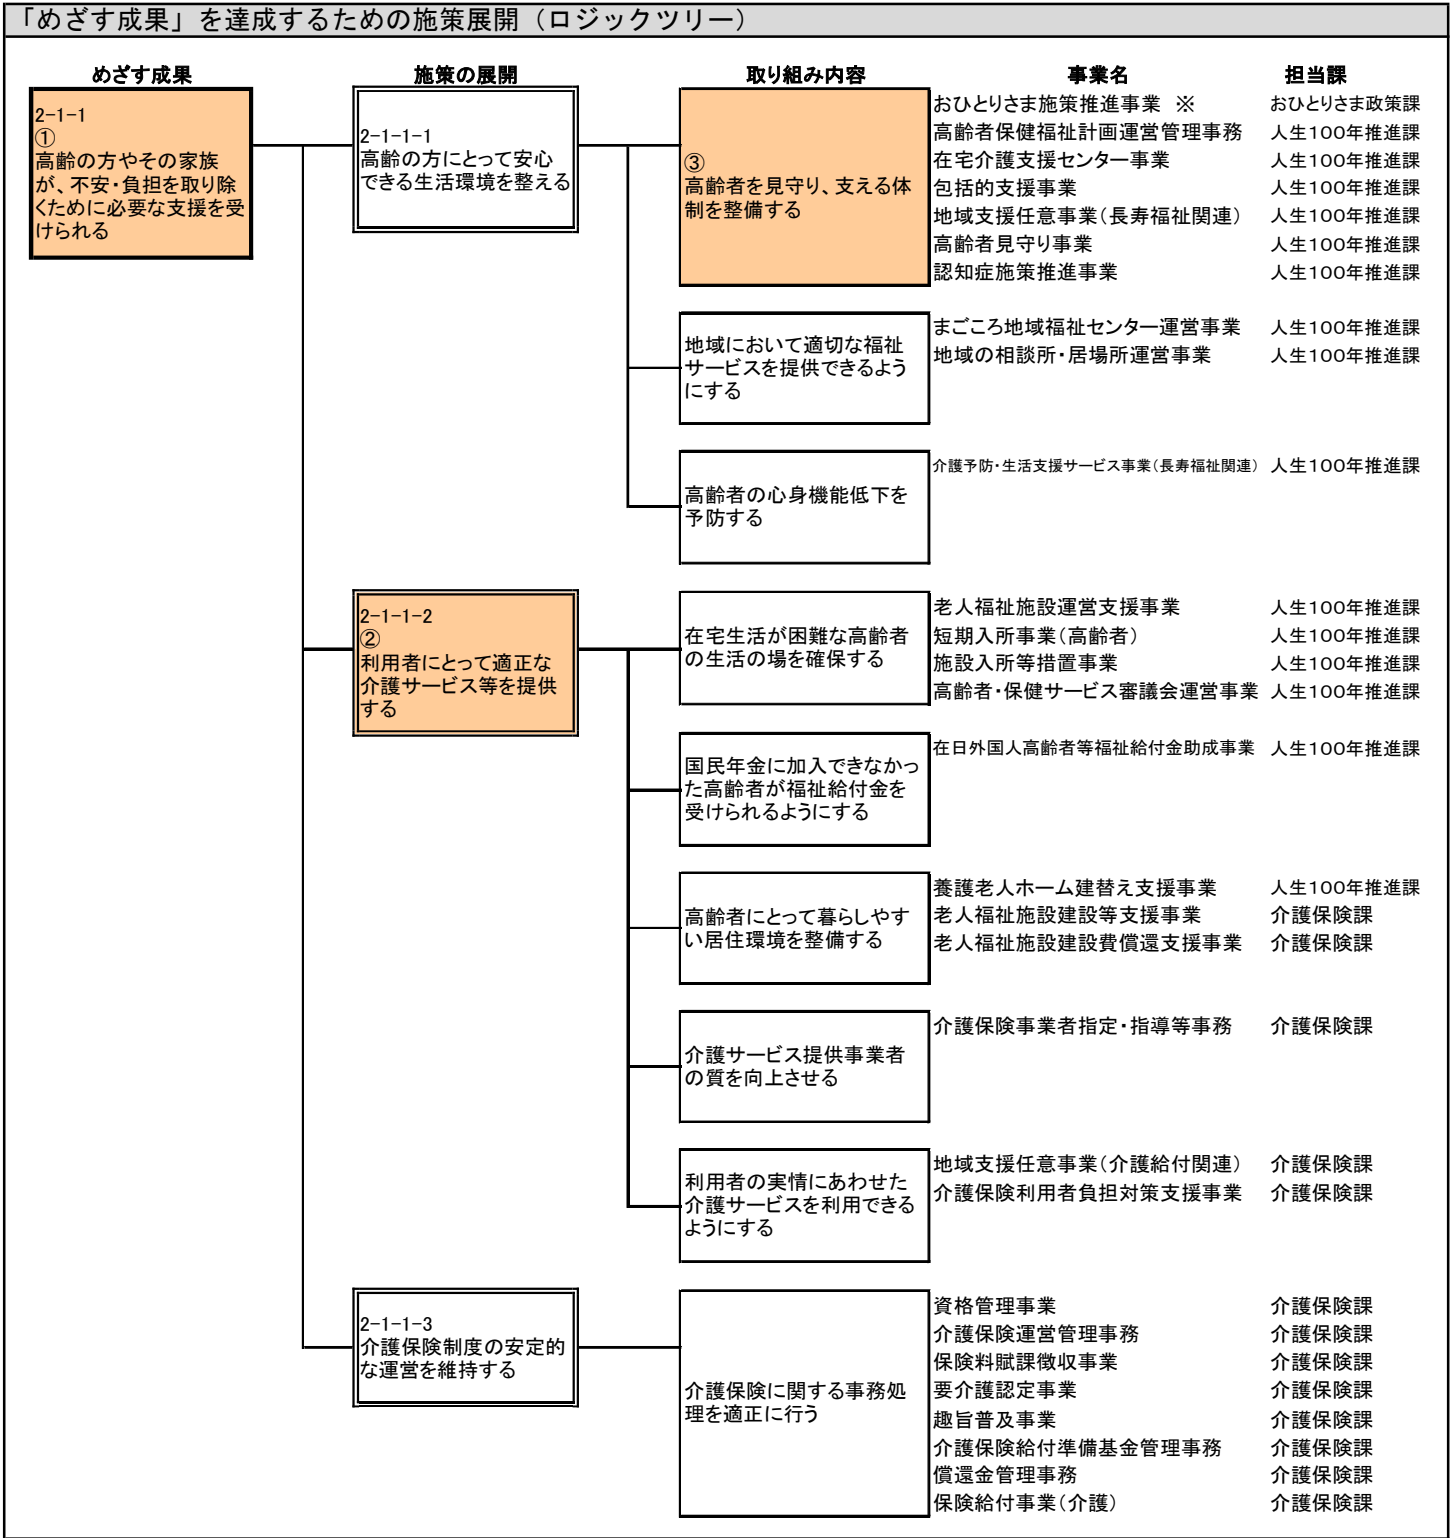 「めざす成果」を達成するための施策展開（ロジックツリー）
めざす成果
施策の展開
取り組み内容
事業名
担当課
2-1-1
①
高齢の方やその家族
が、不安・負担を取り除
くために必要な支援を受
けられる
2-1-1-1
高齢の方にとって安心
できる生活環境を整える
③
高齢者を見守り、支える体
制を整備する
おひとりさま施策推進事業 ※ おひとりさま政策課
高齢者保健福祉計画運営管理事務 人生100年推進課
在宅介護支援センター事業 人生100年推進課
包括的支援事業 人生100年推進課
地域支援任意事業（長寿福祉関連） 人生100年推進課
高齢者見守り事業 人生100年推進課
認知症施策推進事業 人生100年推進課
地域において適切な福祉
サービスを提供できるよう
にする
まごころ地域福祉センター運営事業 人生100年推進課
地域の相談所・居場所運営事業 人生100年推進課
高齢者の心身機能低下を
予防する
介護予防・生活支援サービス事業（長寿福祉関連） 人生100年推進課
2-1-1-2
②
利用者にとって適正な
介護サービス等を提供
する
在宅生活が困難な高齢者
の生活の場を確保する
老人福祉施設運営支援事業 人生100年推進課
短期入所事業（高齢者） 人生100年推進課
施設入所等措置事業 人生100年推進課
高齢者・保健サービス審議会運営事業 人生100年推進課
国民年金に加入できなかっ
た高齢者が福祉給付金を
受けられるようにする
在日外国人高齢者等福祉給付金助成事業 人生100年推進課
高齢者にとって暮らしやす
い居住環境を整備する
養護老人ホーム建替え支援事業 人生100年推進課
老人福祉施設建設等支援事業 介護保険課
老人福祉施設建設費償還支援事業 介護保険課
介護サービス提供事業者
の質を向上させる
介護保険事業者指定・指導等事務 介護保険課
利用者の実情にあわせた
介護サービスを利用できる
ようにする
地域支援任意事業（介護給付関連） 介護保険課
介護保険利用者負担対策支援事業 介護保険課
2-1-1-3
介護保険制度の安定的
な運営を維持する
介護保険に関する事務処
理を適正に行う
資格管理事業 介護保険課
介護保険運営管理事務 介護保険課
保険料賦課徴収事業 介護保険課
要介護認定事業 介護保険課
趣旨普及事業 介護保険課
介護保険給付準備基金管理事務 介護保険課
償還金管理事務 介護保険課
保険給付事業（介護） 介護保険課